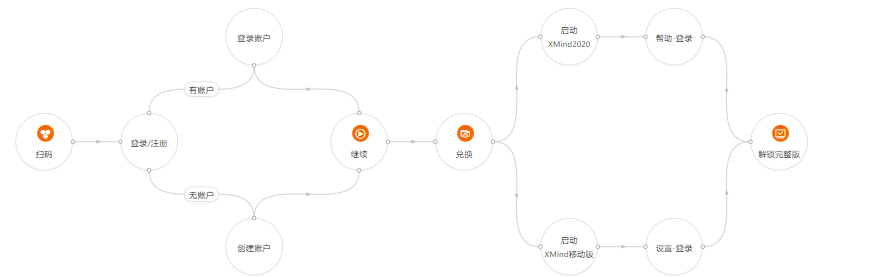 扫码
登录/注册
有账户
无账户
登录账户
创建账户
继续
兑换
启动
XMind2020
帮助-登录
启动
XMind移动版
设置-登录
解锁完整版